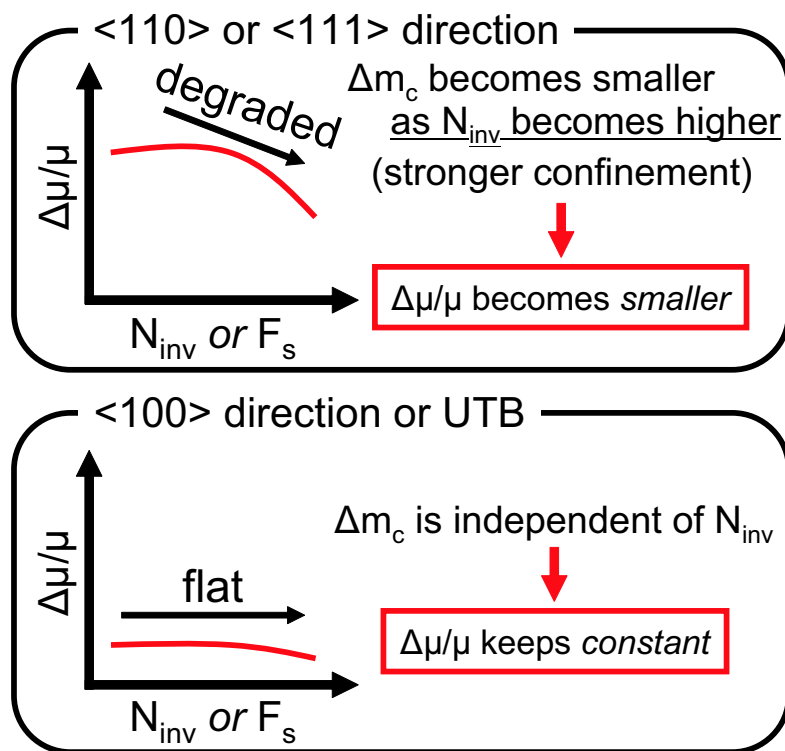 <110> or <111> direction
Δμ/μ
degraded
N_inv or F_s
Δm_c becomes smaller
as N_inv becomes higher
(stronger confinement)
Δμ/μ becomes smaller
<100> direction or UTB
Δμ/μ
flat
N_inv or F_s
Δm_c is independent of N_inv
Δμ/μ keeps constant